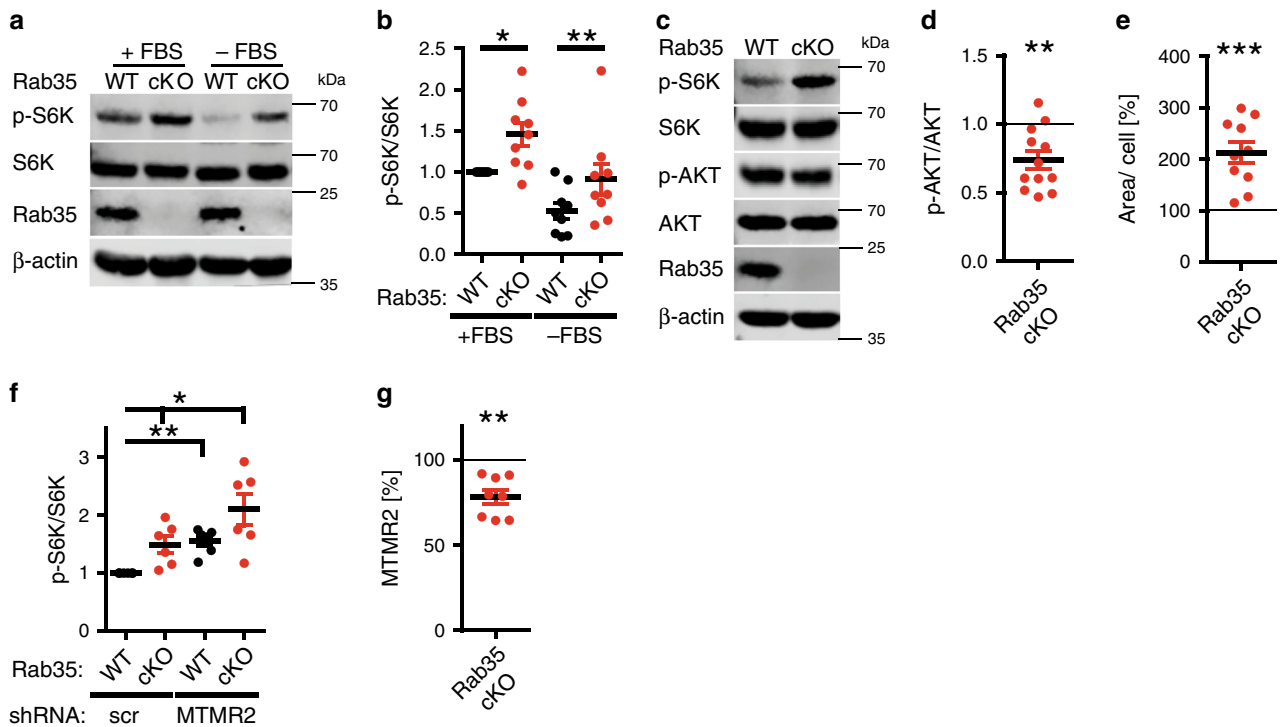 a
+ FBS – FBS
Rab35 WT cKO WT cKO kDa
p-S6K 70
S6K 70
Rab35 25
β-actin 35
b
* **
2.5
2.0
1.5
1.0
0.5
0.0
p-S6K/S6K
Rab35: WT cKO WT cKO
+FBS –FBS
c
Rab35 WT cKO kDa
p-S6K 70
S6K
p-AKT 70
AKT 70
Rab35 25
β-actin 35
d
**
1.5
1.0
0.5
0.0
p-AKT/AKT
Rab35
cKO
e
***
400
300
200
100
0
Area/ cell [%]
Rab35
cKO
f
*
**
3
2
1
0
p-S6K/S6K
Rab35: WT cKO WT cKO
shRNA: scr MTMR2
g
**
100
50
0
MTMR2 [%]
Rab35
cKO